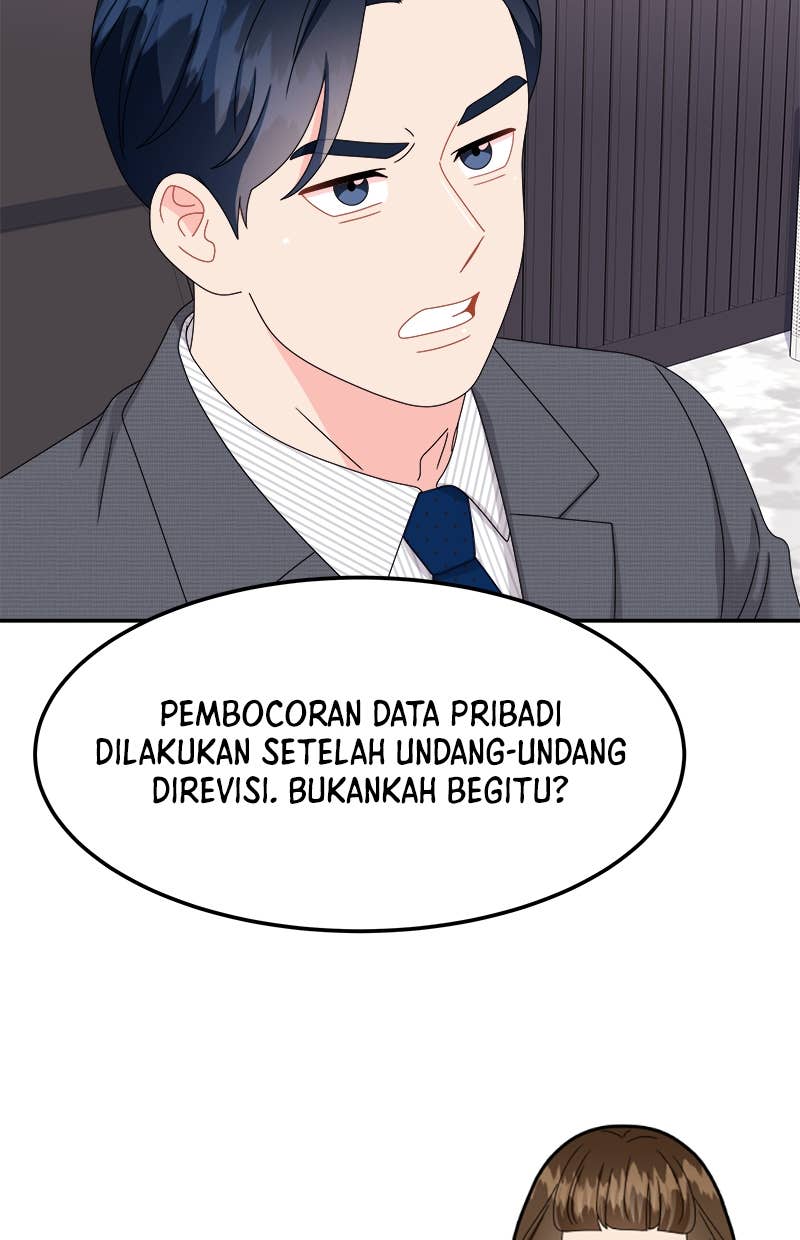 PEMBOCORAN DATA PRIBADI
DILAKUKAN SETELAH UNDANG-UNDANG
DIREVISI. BUKANKAH BEGITU?